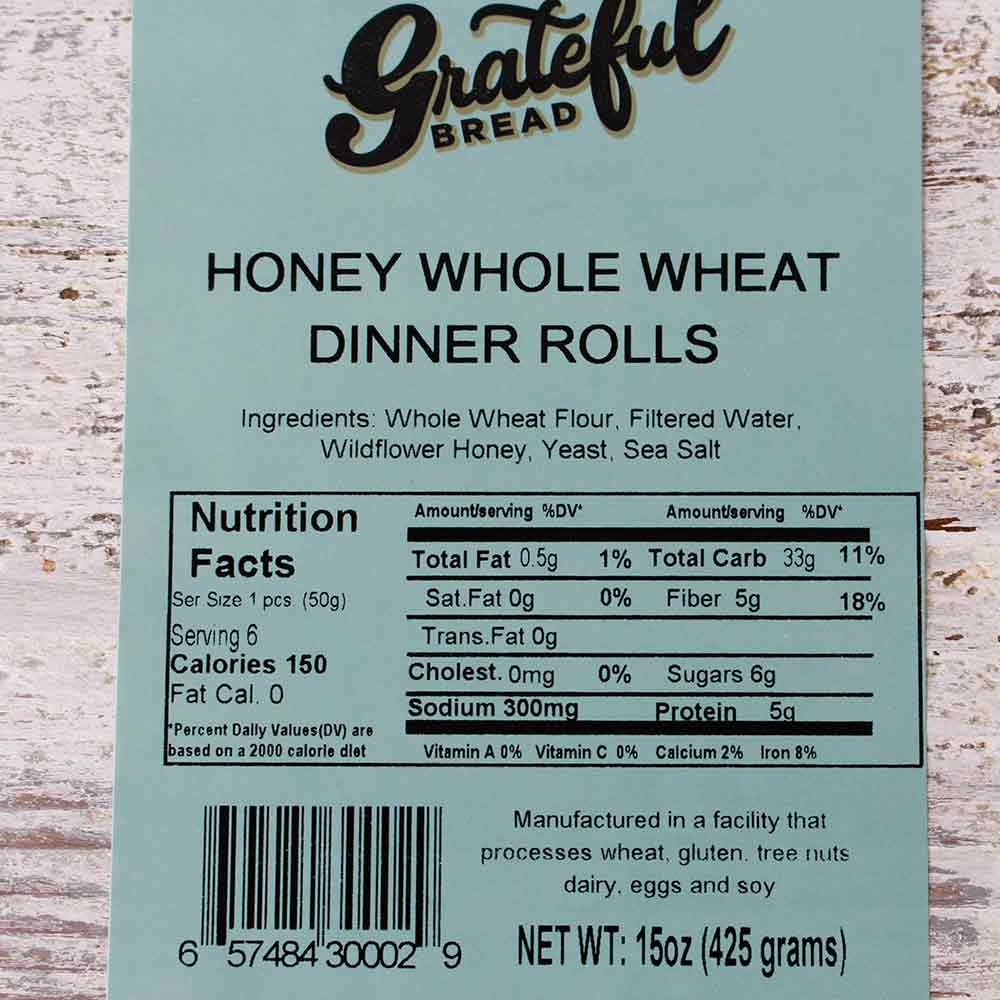 Grateful
BREAD
HONEY WHOLE WHEAT
DINNER ROLLS
Ingredients: Whole Wheat Flour, Filtered Water,
Wildflower Honey, Yeast, Sea Salt
Nutrition
Facts
Ser Size 1 pcs. (50g)
Serving 6
Calories 150
Fat Cal. 0
*Percent Daily Values(DV) are
based on a 2000 calorie diet
Amount/serving %DV* Amount/serving %DV*
Total Fat 0.5g 1% Total Carb 33g 11%
Sat.Fat 0g 0% Fiber 5g 18%
Trans.Fat 0g
Cholest. 0mg 0% Sugars 6g
Sodium 300mg Protein 5g
Vitamin A 0% Vitamin C 0% Calcium 2% Iron 8%
6 57484 30002 9
Manufactured in a facility that
processes wheat, gluten, tree nuts
dairy, eggs and soy
NET WT: 15oz (425 grams)